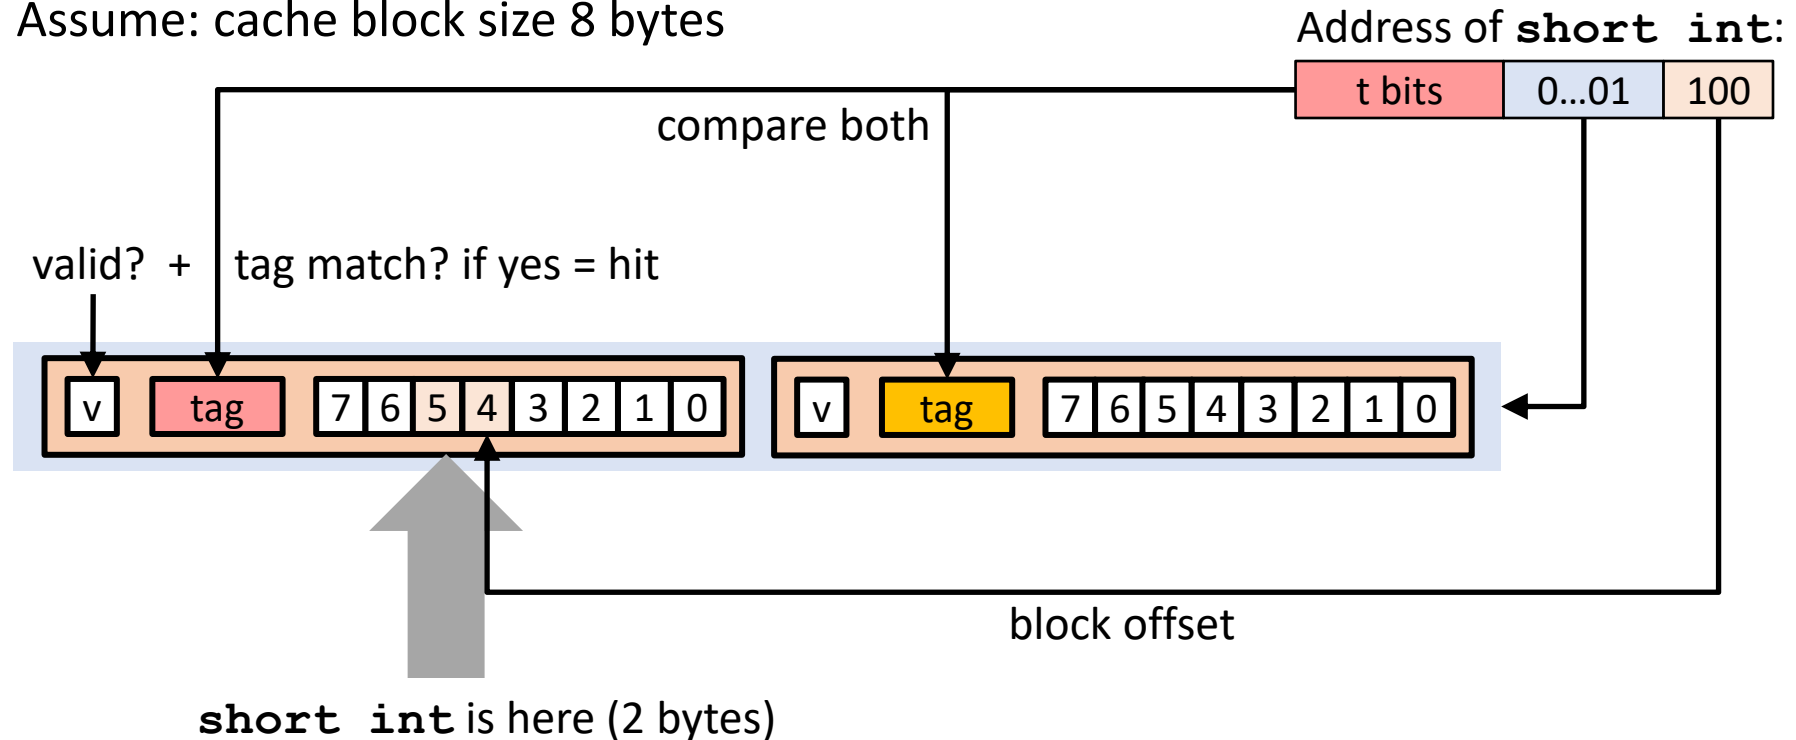 Assume: cache block size 8 bytes
Address of short int:
t bits 0...01 100
compare both
valid? + tag match? if yes = hit
v tag 7 6 5 4 3 2 1 0 v tag 7 6 5 4 3 2 1 0
block offset
short int is here (2 bytes)